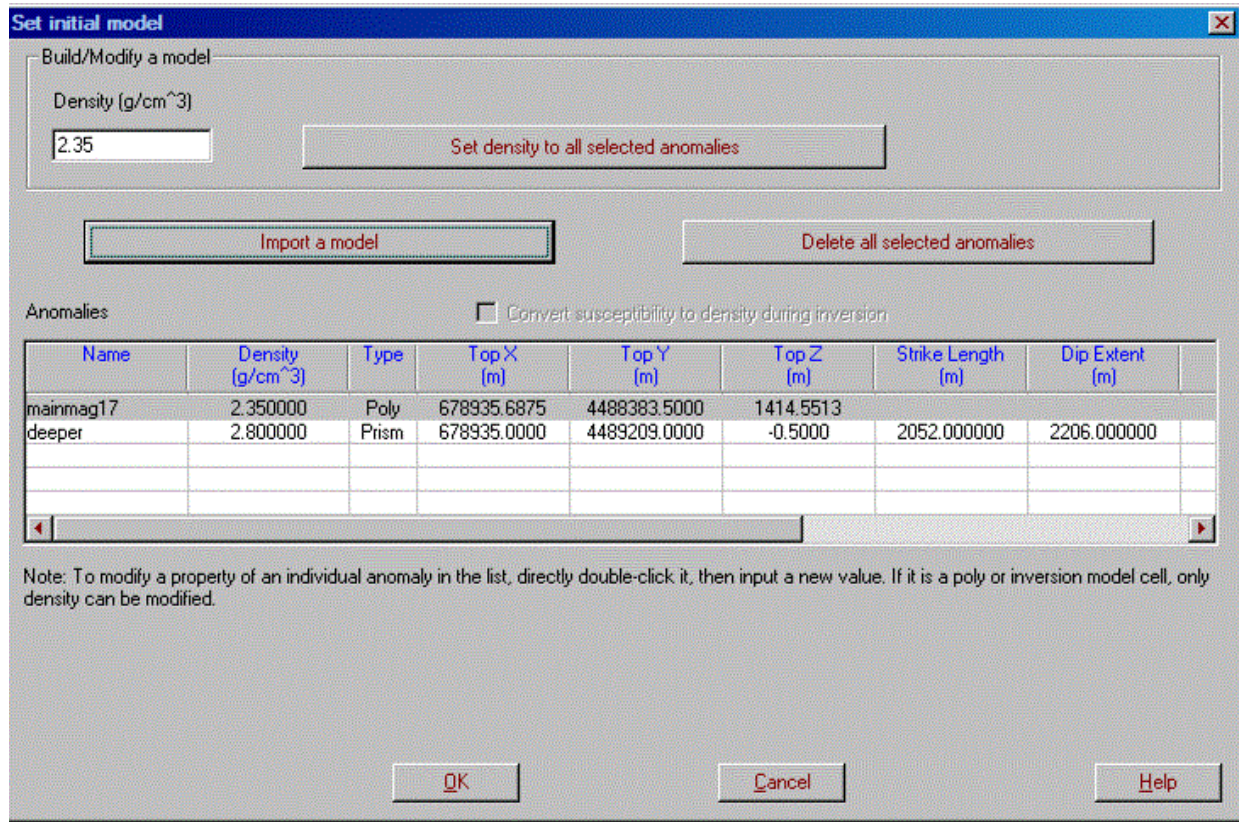 Set initial model
Build/Modify a model
Density (g/cm^3)
2.35
Set density to all selected anomalies
Import a model
Delete all selected anomalies
Anomalies
Convert susceptibility to density during inversion
Name Density (g/cm^3) Type Top X (m) Top Y (m) Top Z (m) Strike Length (m) Dip Extent (m)
mainmag17 2.350000 Poly 678935.6875 4488383.5000 1414.5513
deeper 2.800000 Prism 678935.0000 4489209.0000 -0.5000 2052.000000 2206.000000
Note: To modify a property of an individual anomaly in the list, directly double-click it, then input a new value. If it is a poly or inversion model cell, only
density can be modified.
OK
Cancel
Help